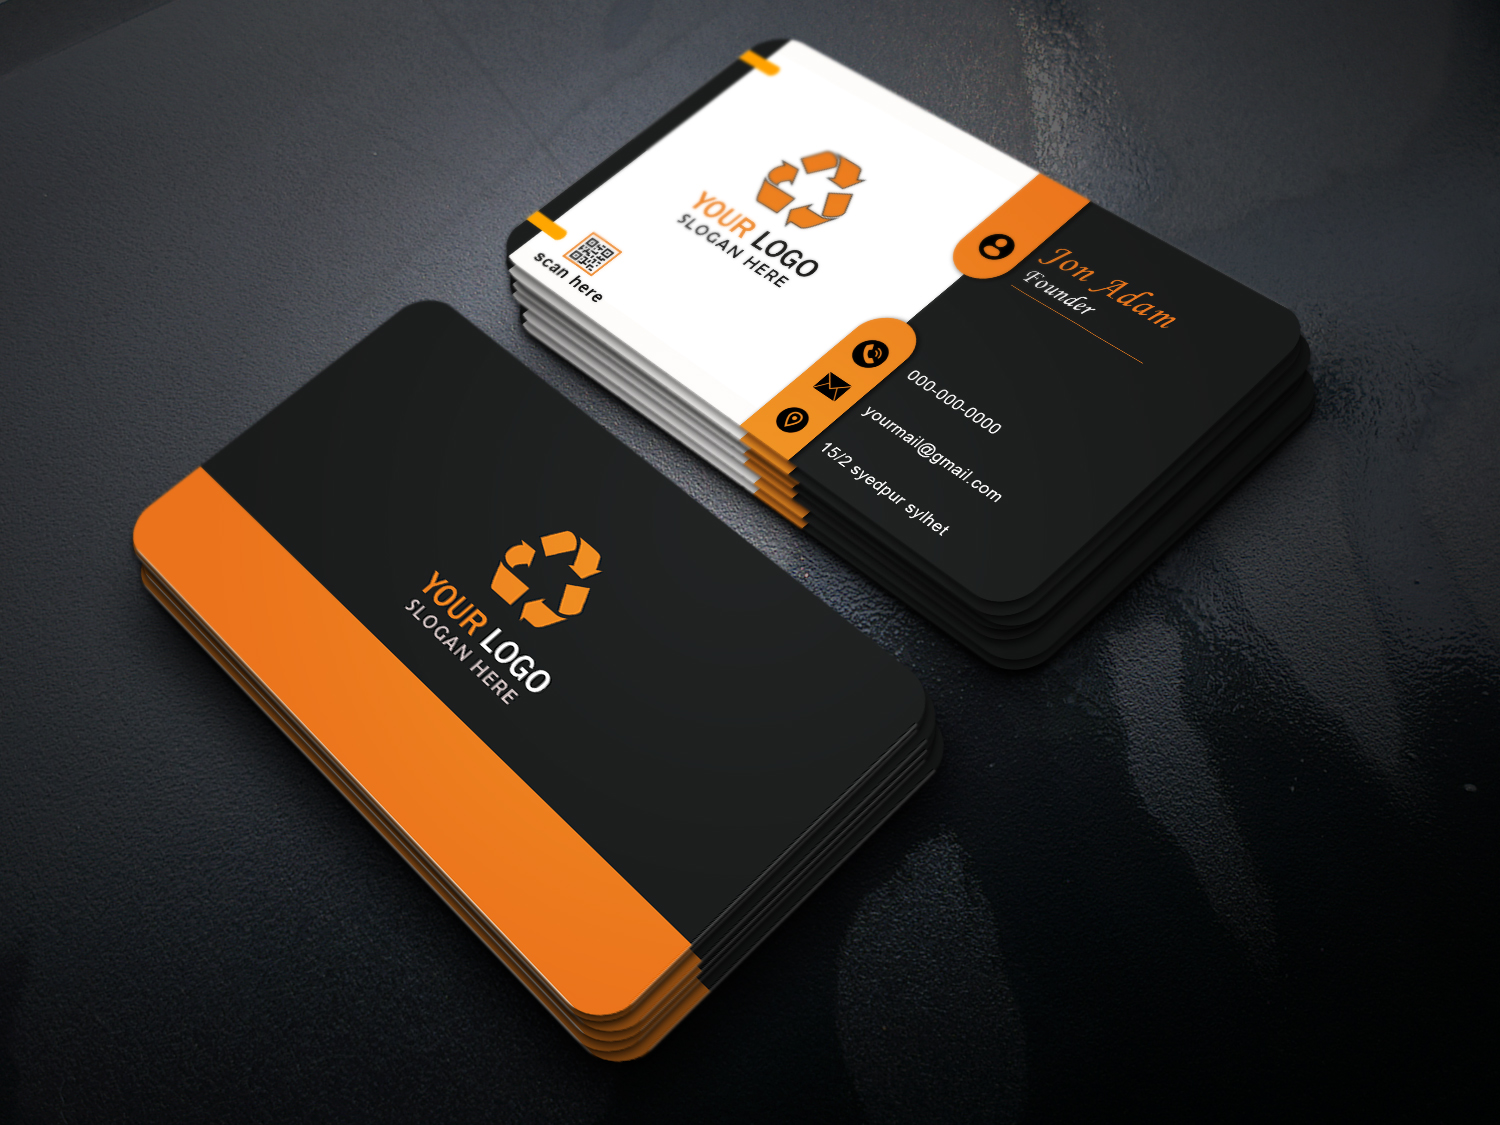 YOUR LOGO
SLOGAN HERE
scan here
Jon Adam
Founder
000-000-0000
yourmail@gmail.com
15/2 syedpur sylhet
YOUR LOGO
SLOGAN HERE